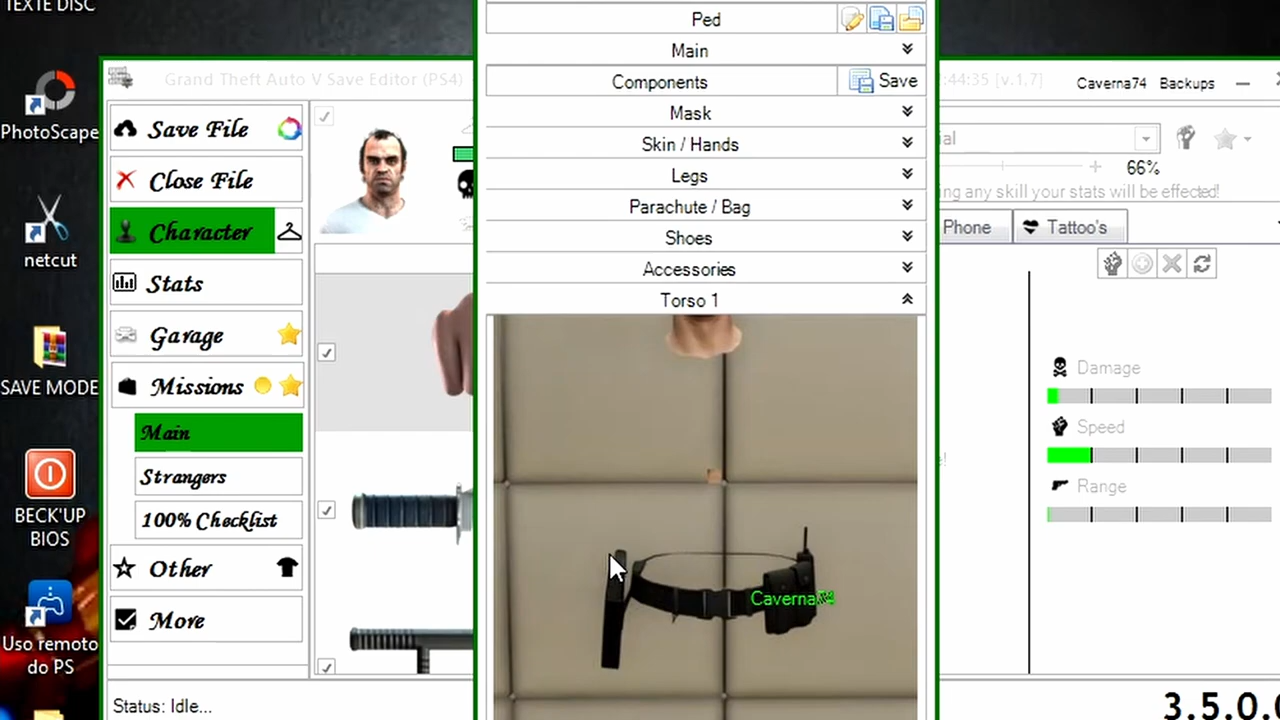 TEXTE DISC
PhotoScape
netcut
SAVE MODE
BECK'UP
BIOS
Uso remoto
do PS
Grand Theft Auto V Save Editor (PS4)
:44:35 [v.1.7]
Caverna74
Backups
Save File
Close File
Character
Stats
Garage
Missions
Main
Strangers
100% Checklist
Other
More
Status: Idle...
Ped
Main
Components
Save
Mask
Skin / Hands
Legs
Parachute / Bag
Shoes
Accessories
Torso 1
Caverna74
66%
ing any skill your stats will be effected!
Phone
Tattoo's
Damage
Speed
Range
3.5.0.0